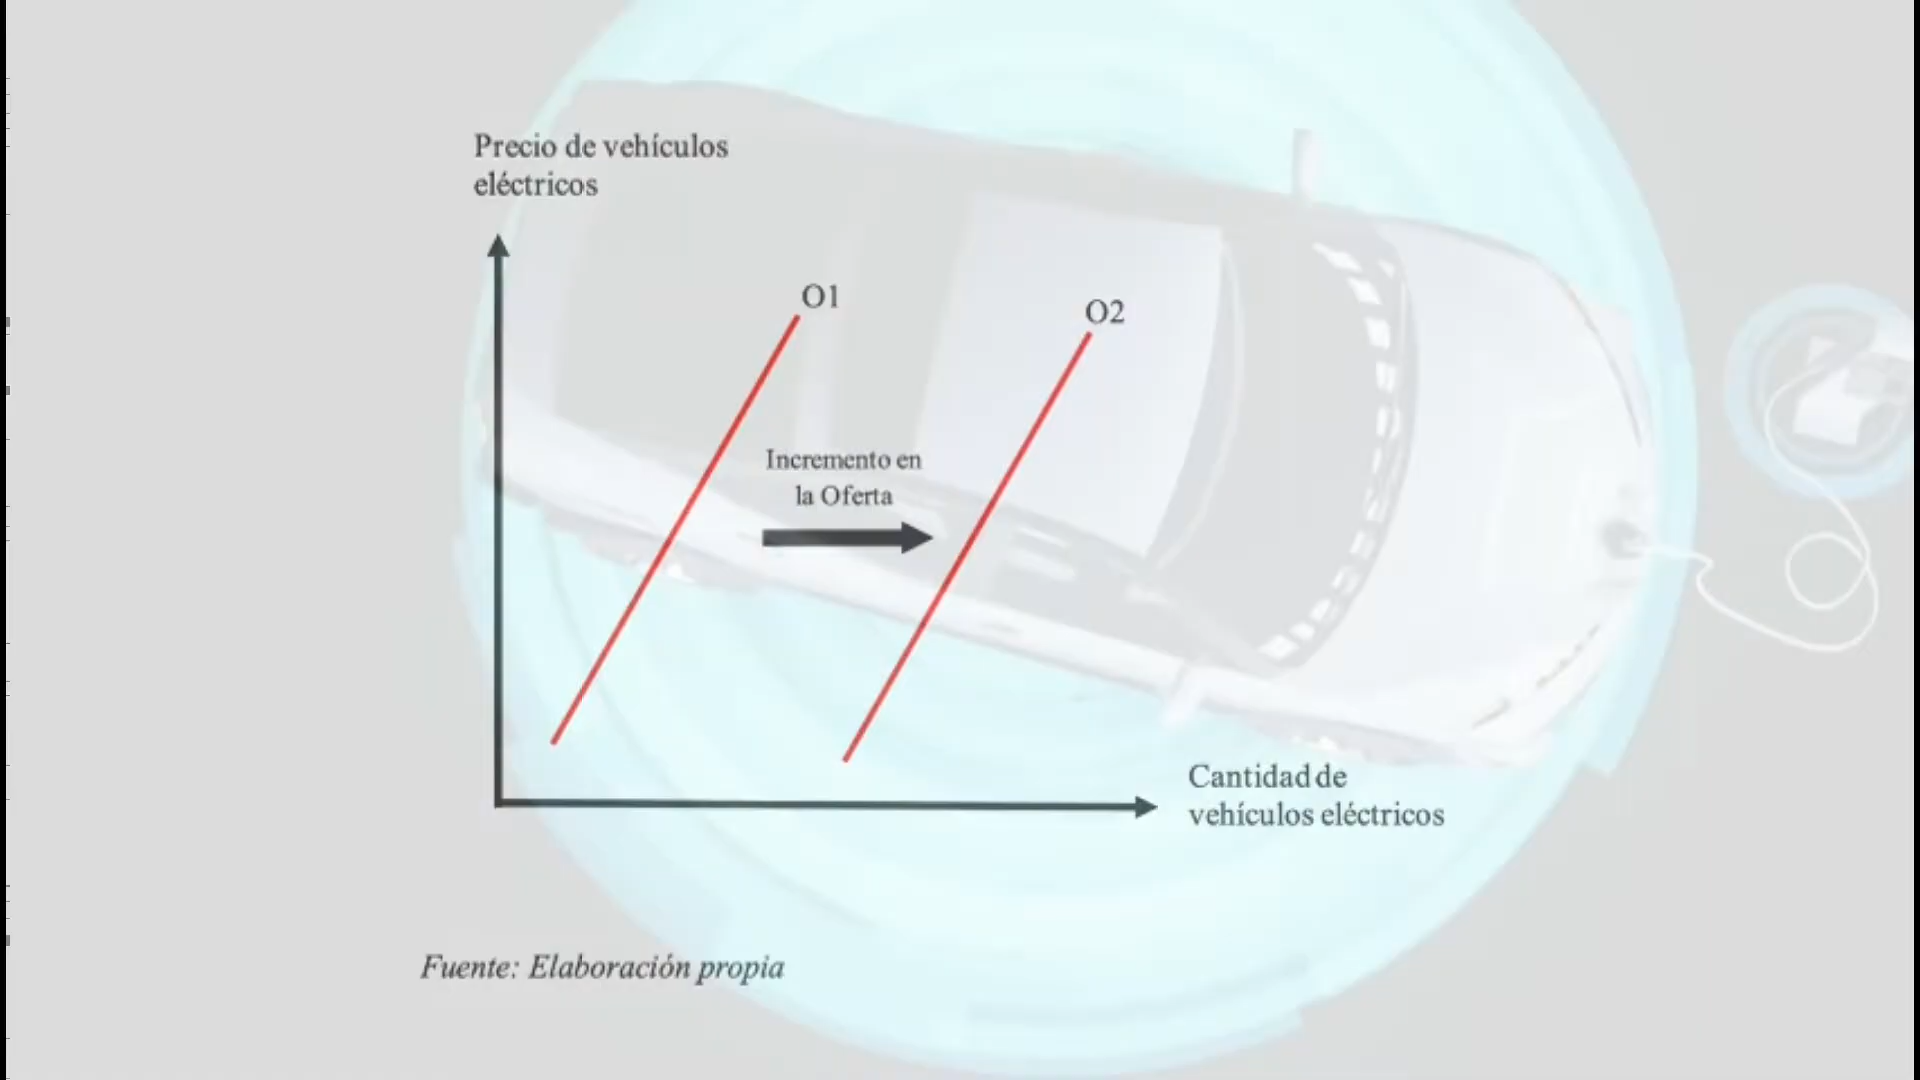 Precio de vehículos
eléctricos
O1
O2
Incremento en
la Oferta
Cantidad de
vehículos eléctricos
Fuente: Elaboración propia